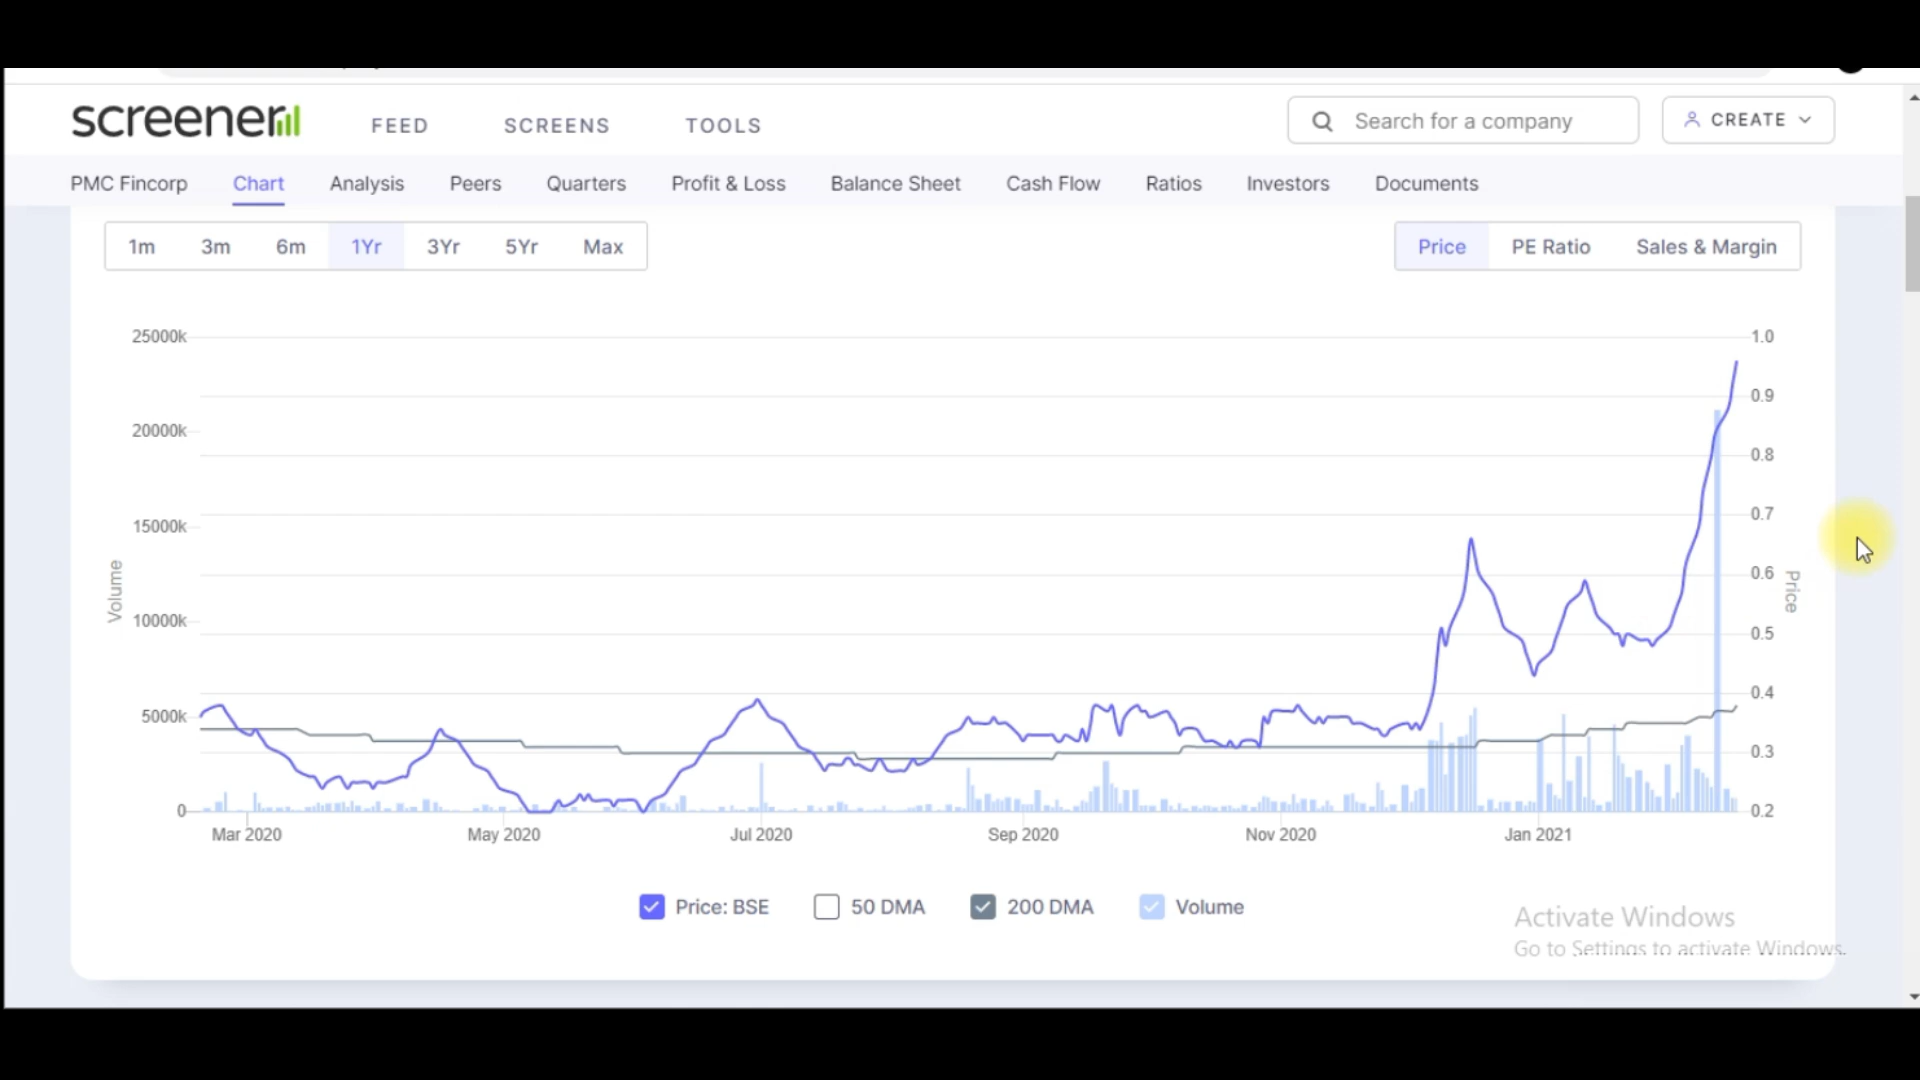 screener
FEED SCREENS TOOLS
Search for a company
CREATE
PMC Fincorp Chart Analysis Peers Quarters Profit & Loss Balance Sheet Cash Flow Ratios Investors Documents
1m 3m 6m 1Yr 3Yr 5Yr Max
Price PE Ratio Sales & Margin
25000k
20000k
15000k
10000k
5000k
0
Volume
1.0
0.9
0.8
0.7
0.6
0.5
0.4
0.3
0.2
Price
Mar 2020 May 2020 Jul 2020 Sep 2020 Nov 2020 Jan 2021
Price: BSE 50 DMA 200 DMA Volume
Activate Windows
Go to Settings to activate Windows.